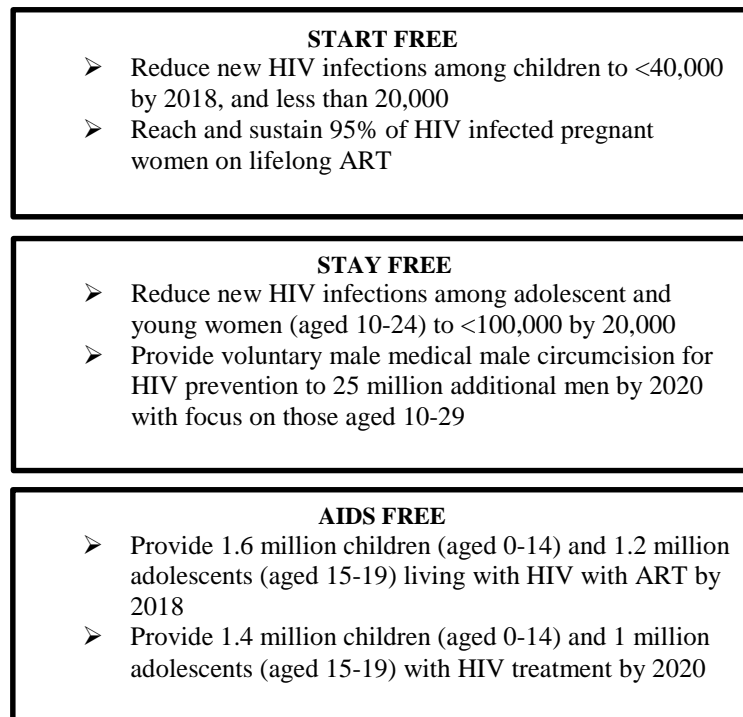 START FREE
➢ Reduce new HIV infections among children to <40,000
by 2018, and less than 20,000
➢ Reach and sustain 95% of HIV infected pregnant
women on lifelong ART
STAY FREE
➢ Reduce new HIV infections among adolescent and
young women (aged 10-24) to <100,000 by 20,000
➢ Provide voluntary male medical male circumcision for
HIV prevention to 25 million additional men by 2020
with focus on those aged 10-29
AIDS FREE
➢ Provide 1.6 million children (aged 0-14) and 1.2 million
adolescents (aged 15-19) living with HIV with ART by
2018
➢ Provide 1.4 million children (aged 0-14) and 1 million
adolescents (aged 15-19) with HIV treatment by 2020